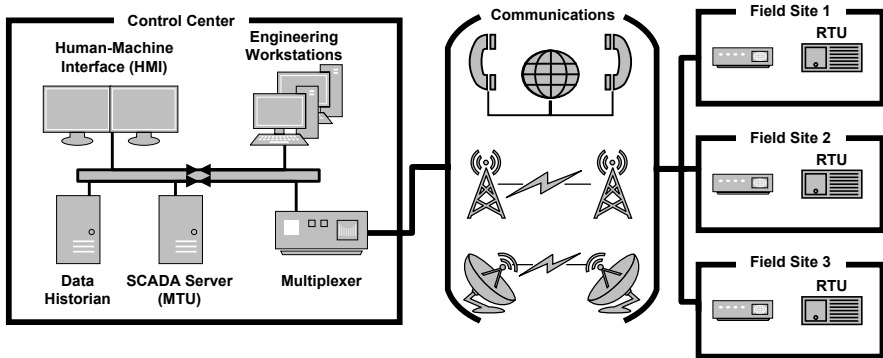 Control Center
Human-Machine
Interface (HMI)
Engineering
Workstations
Data
Historian
SCADA Server
(MTU)
Multiplexer
Communications
Field Site 1
RTU
Field Site 2
RTU
Field Site 3
RTU